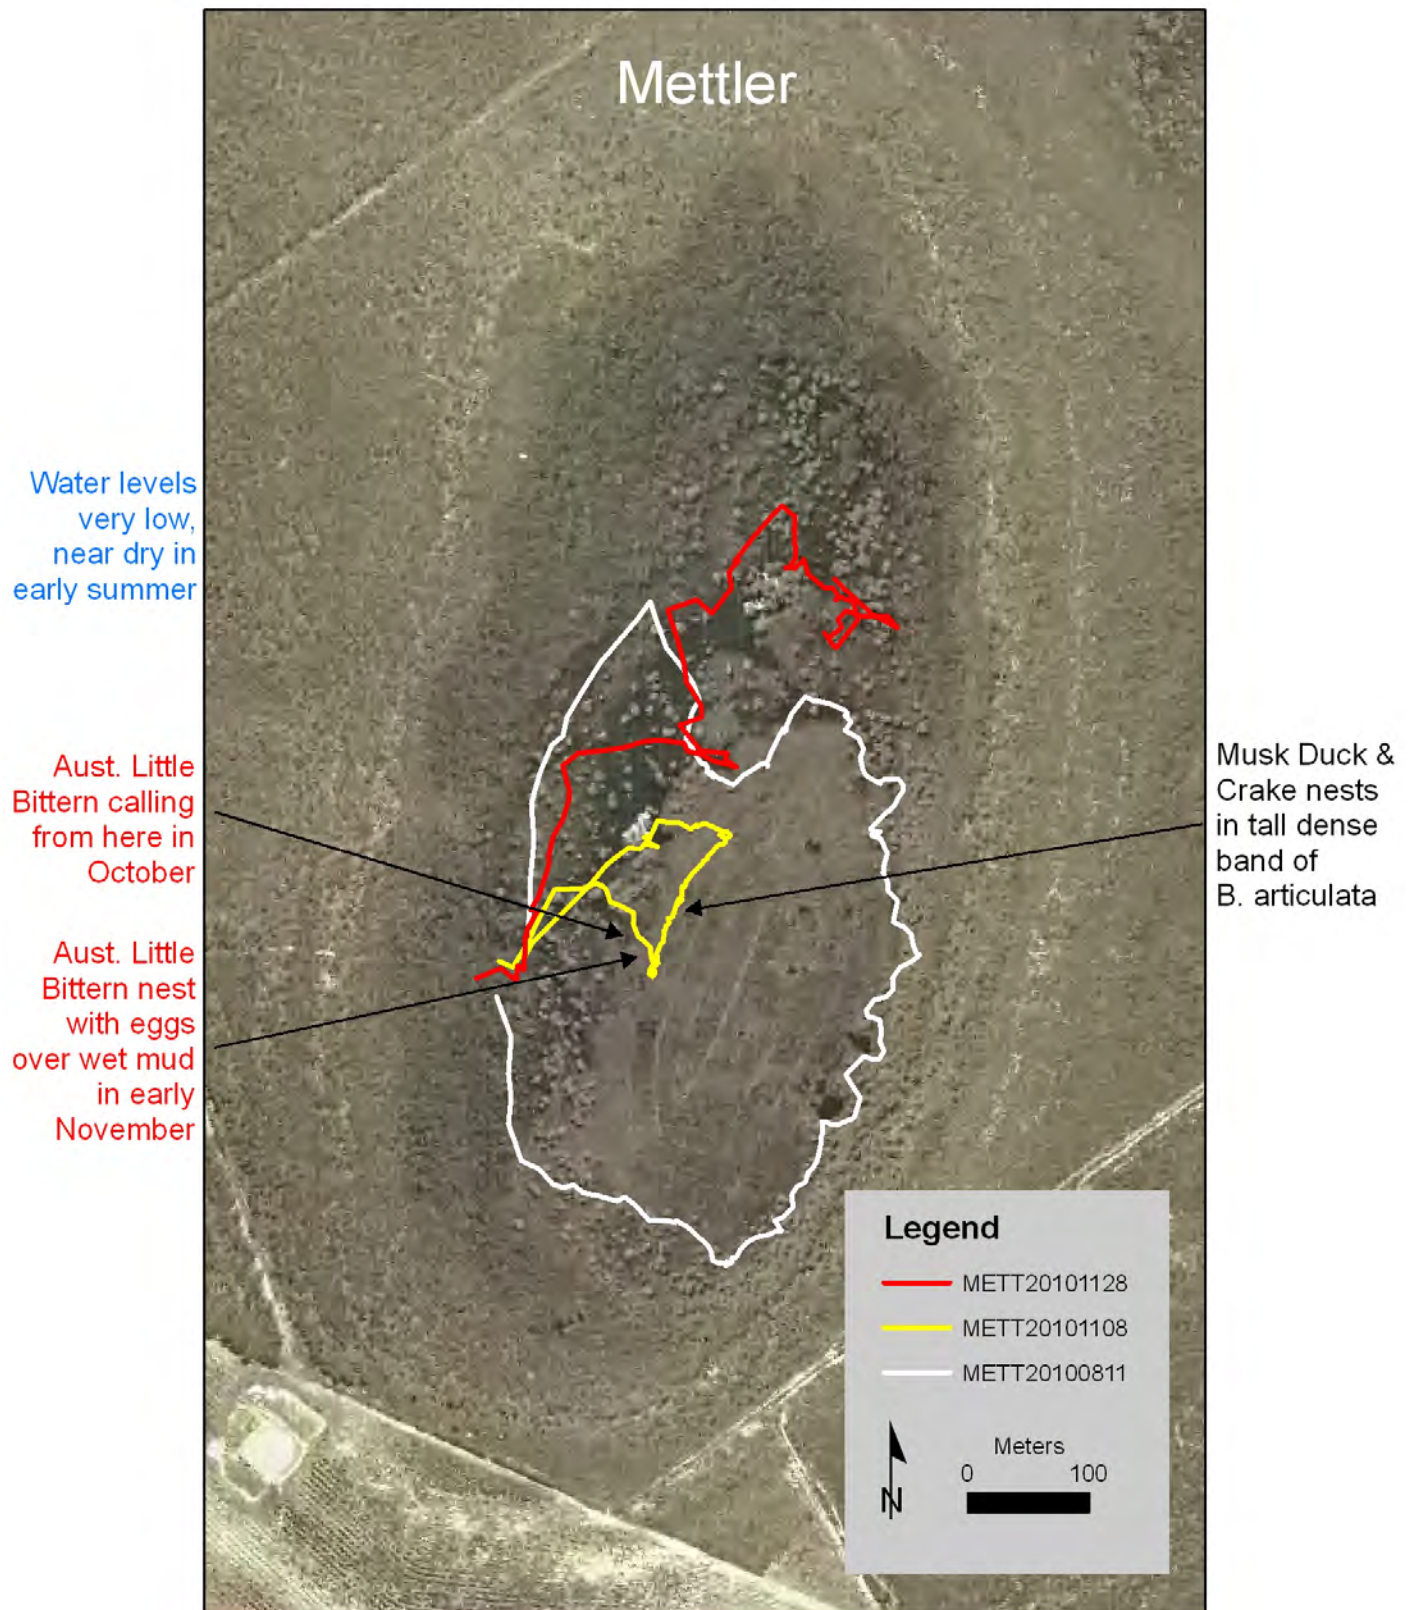 Mettler
Water levels
very low,
near dry in
early summer
Aust. Little
Bittern calling
from here in
October
Aust. Little
Bittern nest
with eggs
over wet mud
in early
November
Musk Duck &
Crake nests
in tall dense
band of
B. articulata
Legend
METT20101128
METT20101108
METT20100811
Meters
0 100
N